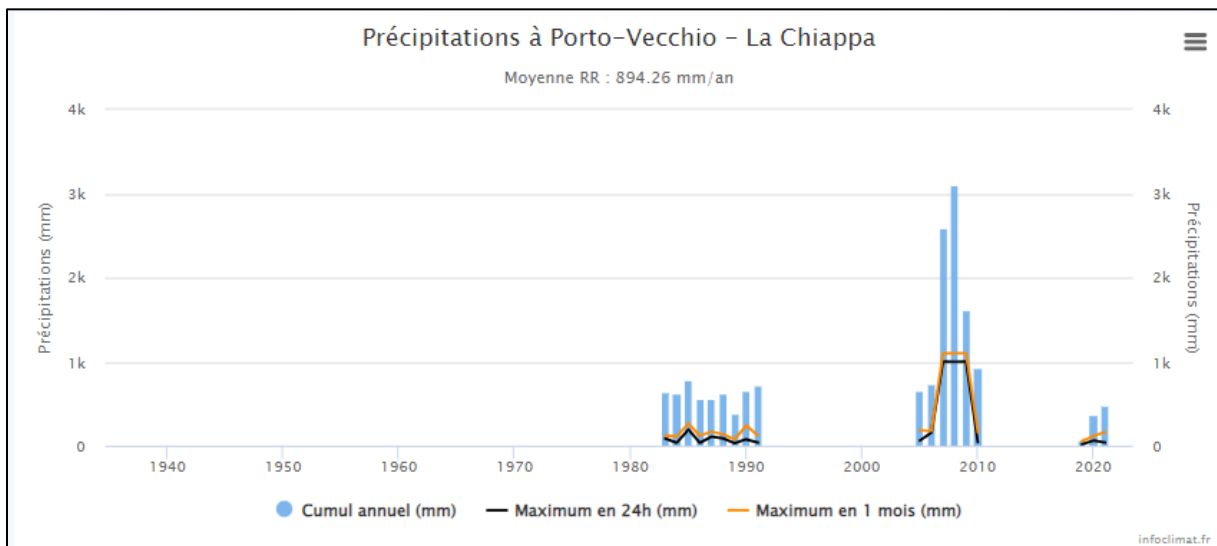 Précipitations à Porto-Vecchio - La Chiappa
Moyenne RR : 894.26 mm/an
4k 4k
3k 3k
2k 2k
1k 1k
0 0
Précipitations (mm)
Précipitations (mm)
1940 1950 1960 1970 1980 1990 2000 2010 2020
Cumul annuel (mm) Maximum en 24h (mm) Maximum en 1 mois (mm)
infoclimat.fr